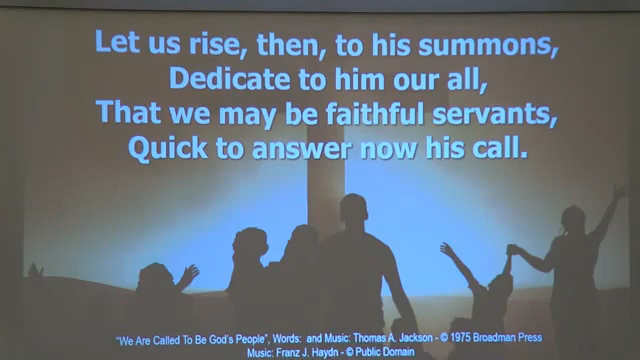 Let us rise, then, to his summons,
Dedicate to him our all,
That we may be faithful servants,
Quick to answer now his call.
"We Are Called To Be God's People", Words: and Music: Thomas A. Jackson - © 1975 Broadman Press
Music: Franz J. Haydn - © Public Domain